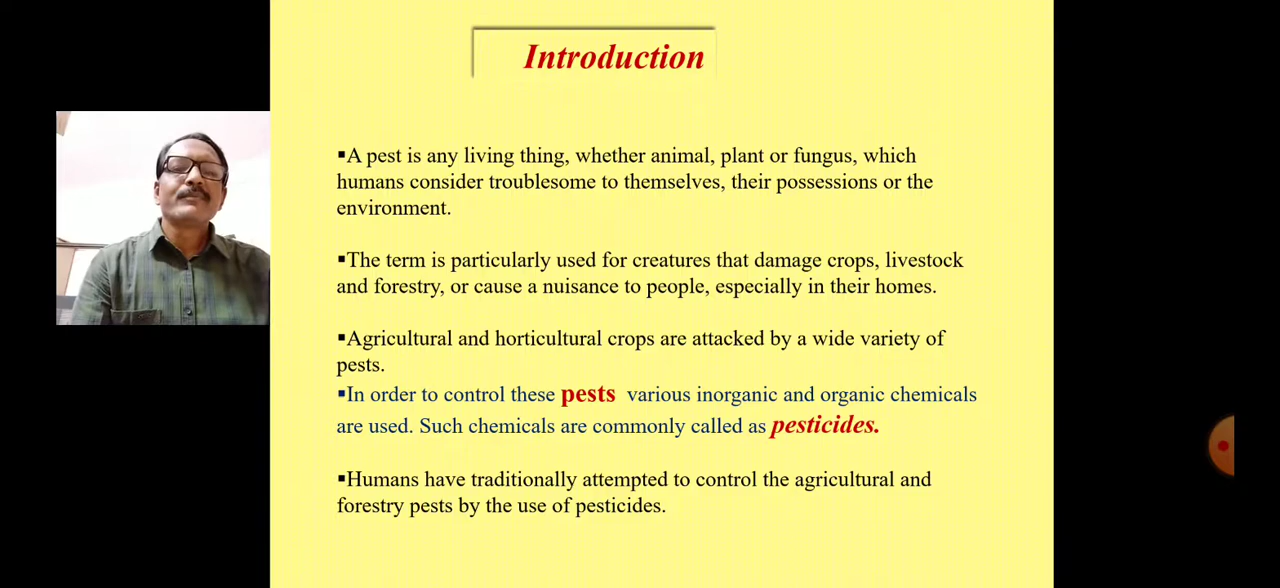 Introduction
▪A pest is any living thing, whether animal, plant or fungus, which
humans consider troublesome to themselves, their possessions or the
environment.
▪The term is particularly used for creatures that damage crops, livestock
and forestry, or cause a nuisance to people, especially in their homes.
▪Agricultural and horticultural crops are attacked by a wide variety of
pests.
▪In order to control these pests various inorganic and organic chemicals
are used. Such chemicals are commonly called as pesticides.
▪Humans have traditionally attempted to control the agricultural and
forestry pests by the use of pesticides.